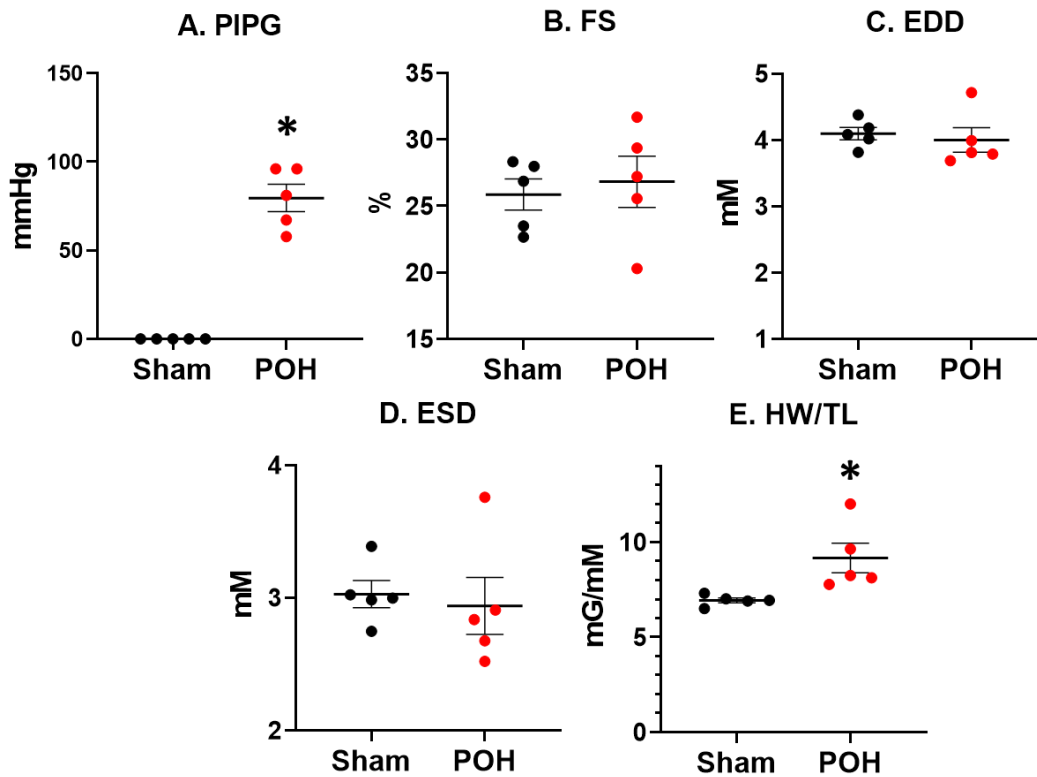 A. PIPG
mmHg
150
100
50
0
*
Sham POH
B. FS
%
35
30
25
20
15
Sham POH
C. EDD
mM
5
4
3
2
1
Sham POH
D. ESD
mM
4
3
2
Sham POH
E. HW/TL
mG/mM
10
5
0
*
Sham POH